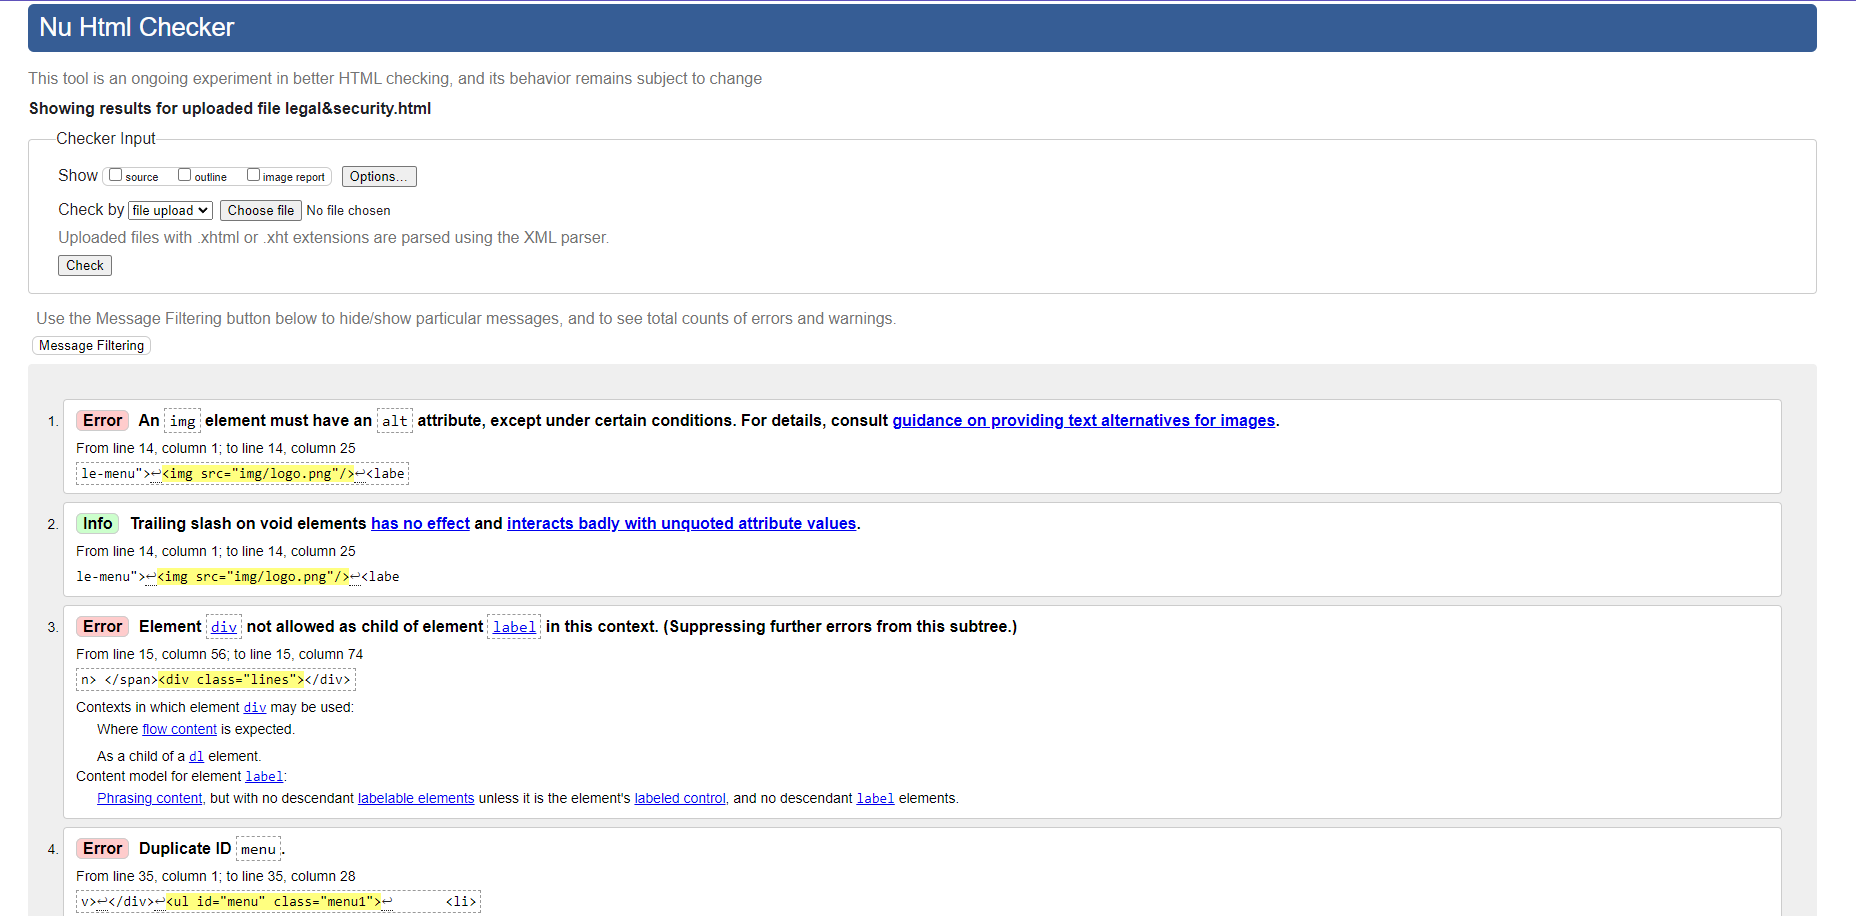 Nu Html Checker
This tool is an ongoing experiment in better HTML checking, and its behavior remains subject to change
Showing results for uploaded file legal&security.html
Checker Input
Show source outline image report Options...
Check by file upload Choose file No file chosen
Uploaded files with .xhtml or .xht extensions are parsed using the XML parser.
Check
Use the Message Filtering button below to hide/show particular messages, and to see total counts of errors and warnings.
Message Filtering
1. Error An img element must have an alt attribute, except under certain conditions. For details, consult guidance on providing text alternatives for images.
From line 14, column 1; to line 14, column 25
le-menu">↩<img src="img/logo.png"/>↩<labe
2. Info Trailing slash on void elements has no effect and interacts badly with unquoted attribute values.
From line 14, column 1; to line 14, column 25
le-menu">↩<img src="img/logo.png"/>↩<labe
3. Error Element div not allowed as child of element label in this context. (Suppressing further errors from this subtree.)
From line 15, column 56; to line 15, column 74
n> </span><div class="lines"></div>
Contexts in which element div may be used:
Where flow content is expected.
As a child of a dl element.
Content model for element label:
Phrasing content, but with no descendant labelable elements unless it is the element's labeled control, and no descendant label elements.
4. Error Duplicate ID menu.
From line 35, column 1; to line 35, column 28
v>↩</div>↩<ul id="menu" class="menu1">↩ <li>